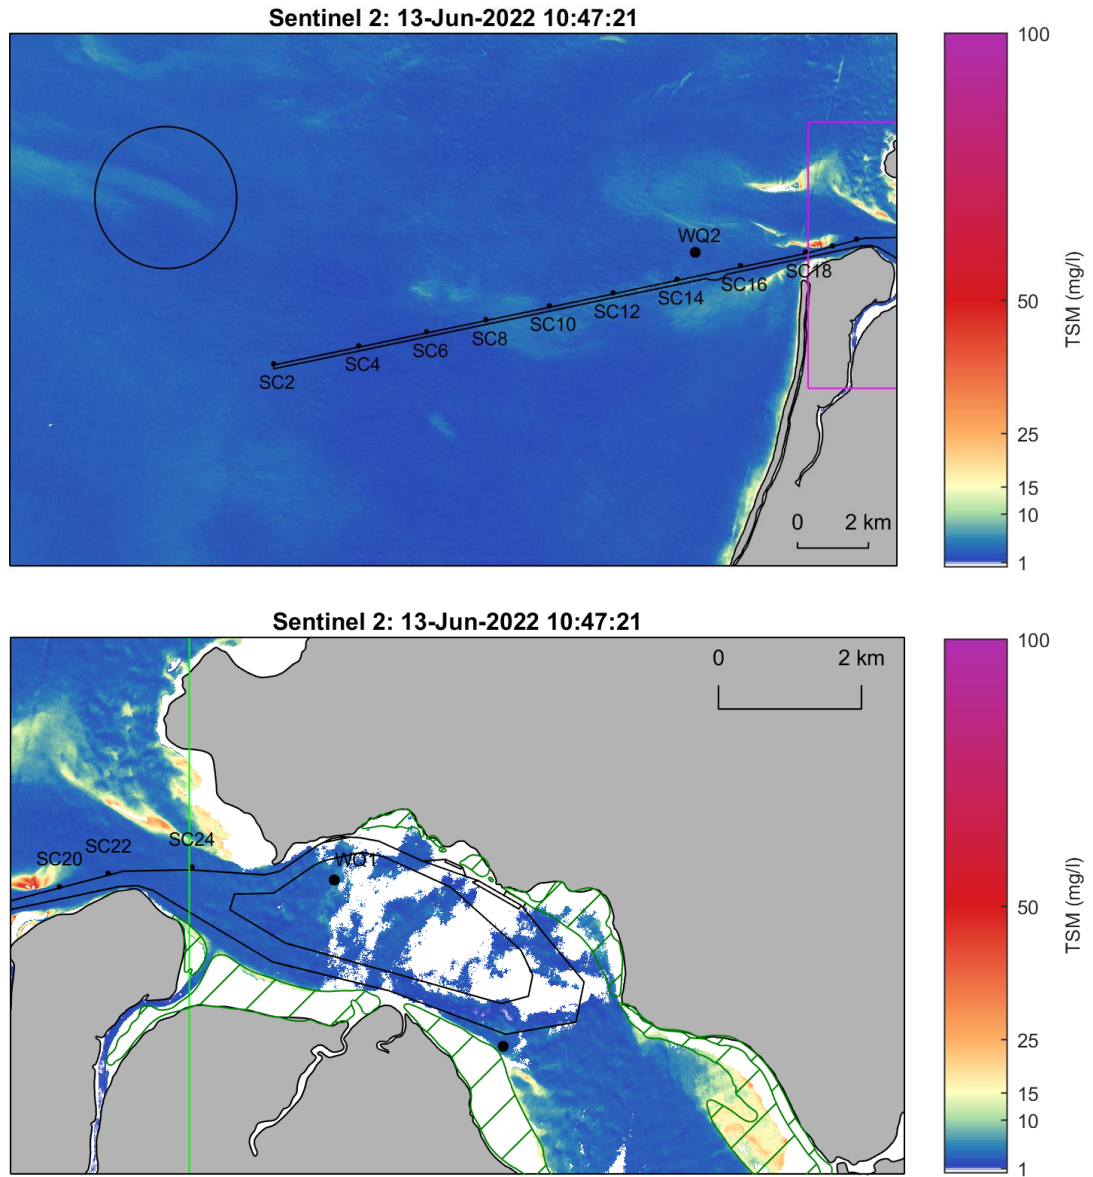 Sentinel 2: 13-Jun-2022 10:47:21
100
50
25
15
10
1
TSM (mg/l)
WQ2
SC18
SC16
SC14
SC12
SC10
SC8
SC6
SC4
SC2
0 2 km
Sentinel 2: 13-Jun-2022 10:47:21
100
50
25
15
10
1
TSM (mg/l)
0 2 km
SC24
SC22
SC20
WQ1